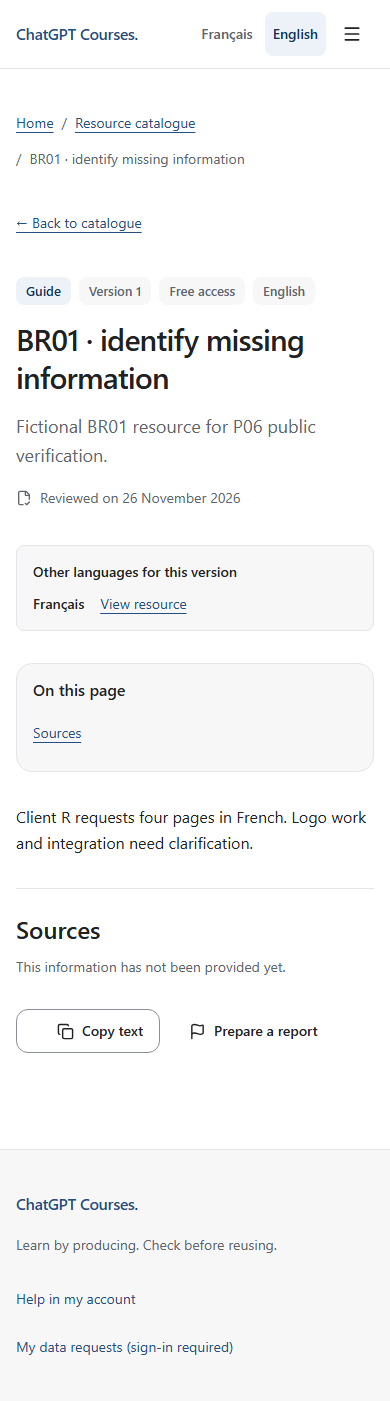 ChatGPT Courses.
Français
English
Home / Resource catalogue
/ BR01 · identify missing information
← Back to catalogue
Guide
Version 1
Free access
English
BR01 · identify missing
information
Fictional BR01 resource for P06 public
verification.
Reviewed on 26 November 2026
Other languages for this version
Français View resource
On this page
Sources
Client R requests four pages in French. Logo work
and integration need clarification.
Sources
This information has not been provided yet.
Copy text
Prepare a report
ChatGPT Courses.
Learn by producing. Check before reusing.
Help in my account
My data requests (sign-in required)